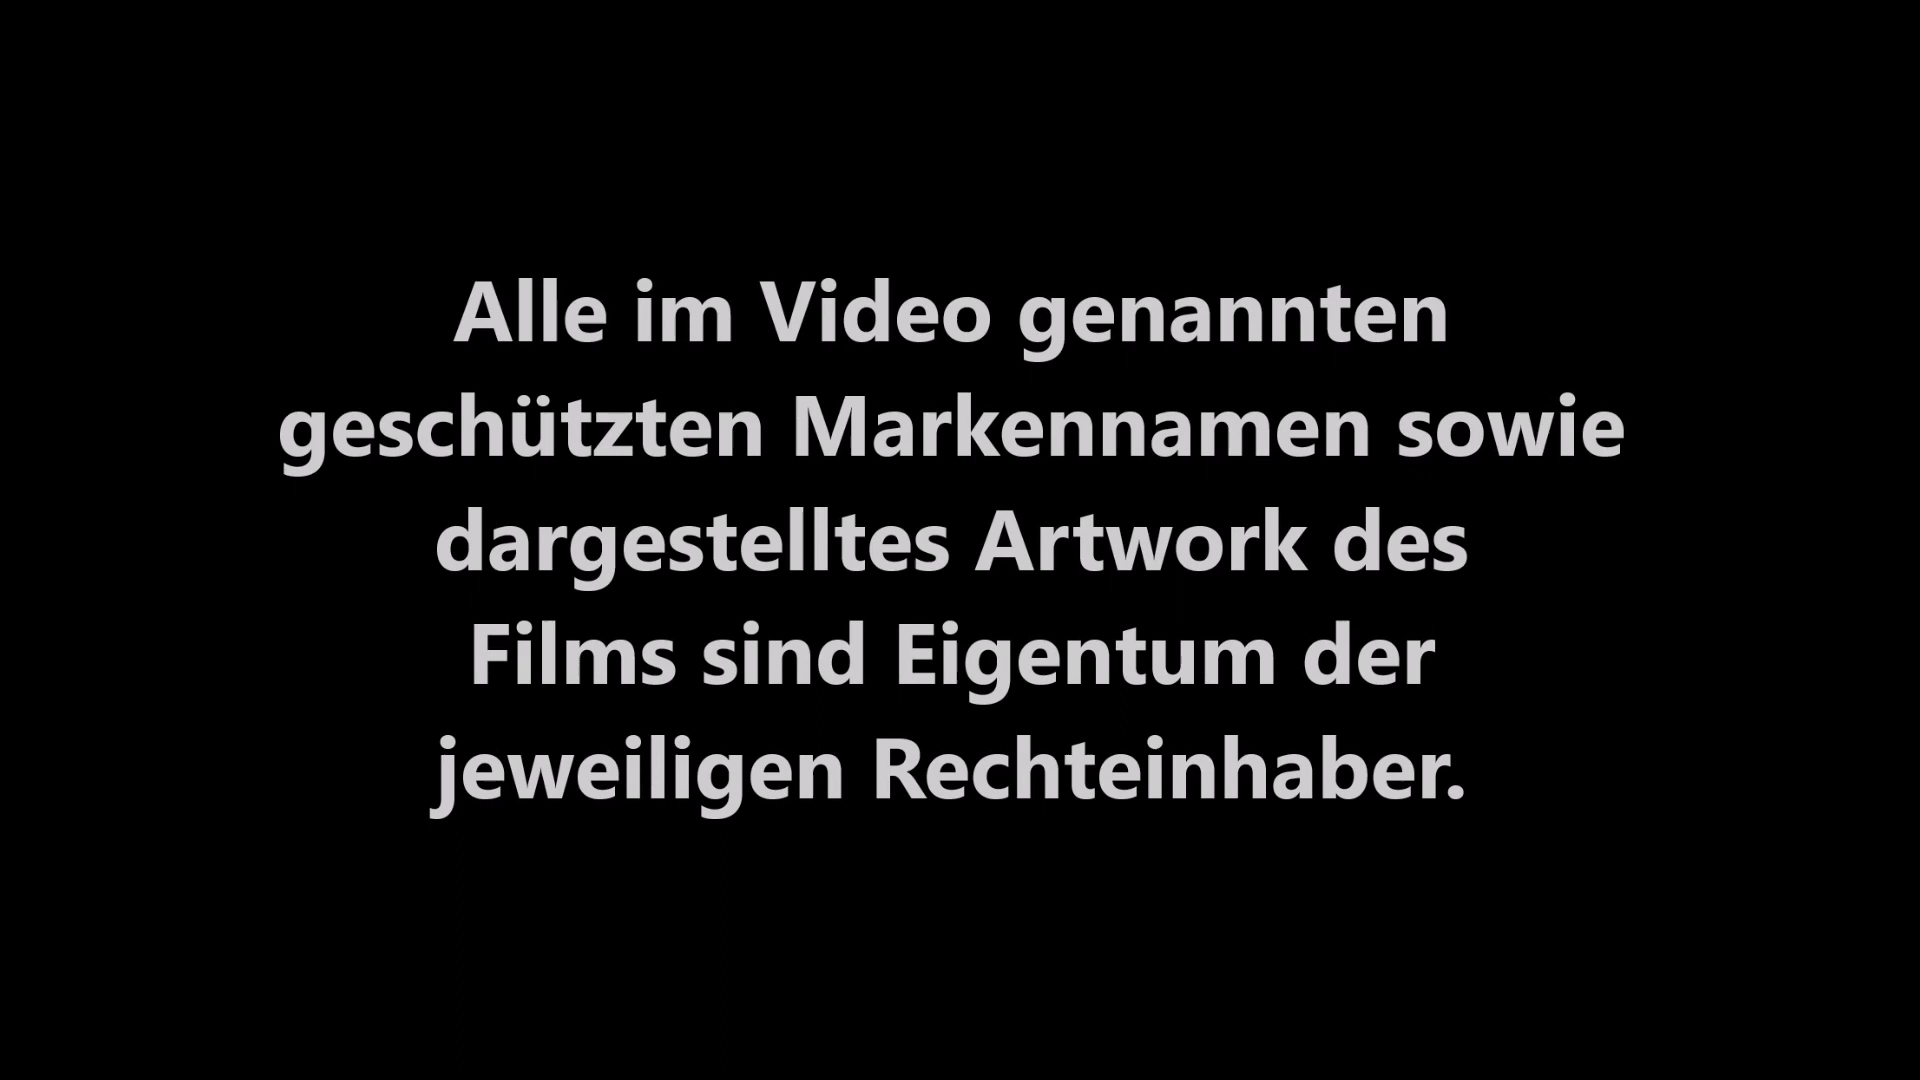 Alle im Video genannten
geschützten Markennamen sowie
dargestelltes Artwork des
Films sind Eigentum der
jeweiligen Rechteinhaber.